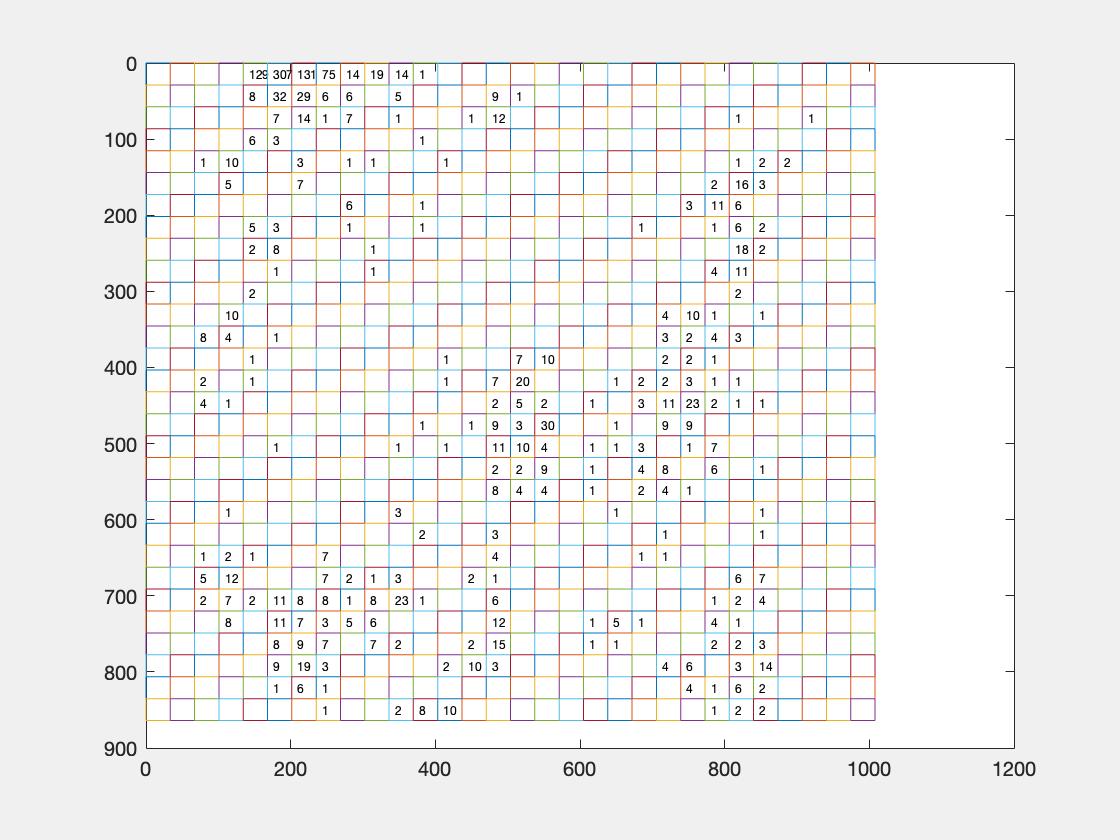 0 129 307 131 75 14 19 14 1
8 32 29 6 6 5 9 1
7 14 1 7 1 1 12 1 1
100 6 3 1
1 10 3 1 1 1 1 2 2
5 7 2 16 3
200 6 1 3 11 6
5 3 1 1 1 1 6 2
2 8 1 18 2
1 1 4 11
300 2 2
10 4 10 1 1
8 4 1 3 2 4 3
1 1 7 10 2 2 1
400 2 1 1 7 20 1 2 2 3 1 1
4 1 2 5 2 1 3 11 23 2 1 1
1 1 9 3 30 1 9 9
500 1 1 1 11 10 4 1 1 3 1 7
2 2 9 1 4 8 6 1
8 4 4 1 2 4 1
600 1 3 1 1
2 3 1 1
1 2 1 7 4 1 1
5 12 7 2 1 3 2 1 6 7
700 2 7 2 11 8 8 1 8 23 1 6 1 2 4
8 11 7 3 5 6 12 1 5 1 4 1
8 9 7 7 2 2 15 1 1 2 2 3
800 9 19 3 2 10 3 4 6 3 14
1 6 1 4 1 6 2
1 2 8 10 1 2 2
900
0 200 400 600 800 1000 1200